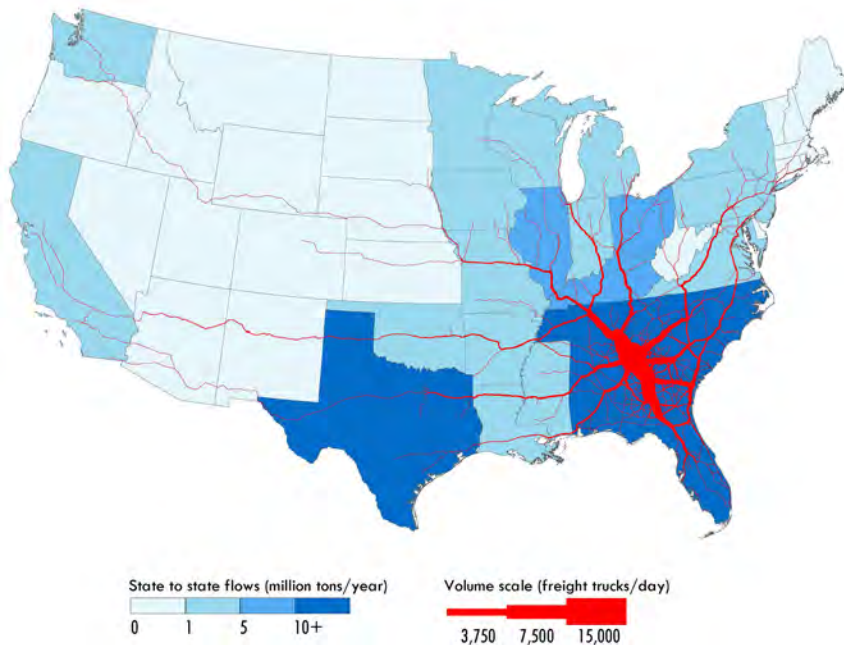 State to state flows (million tons/year)
0 1 5 10+
Volume scale (freight trucks/day)
3,750 7,500 15,000